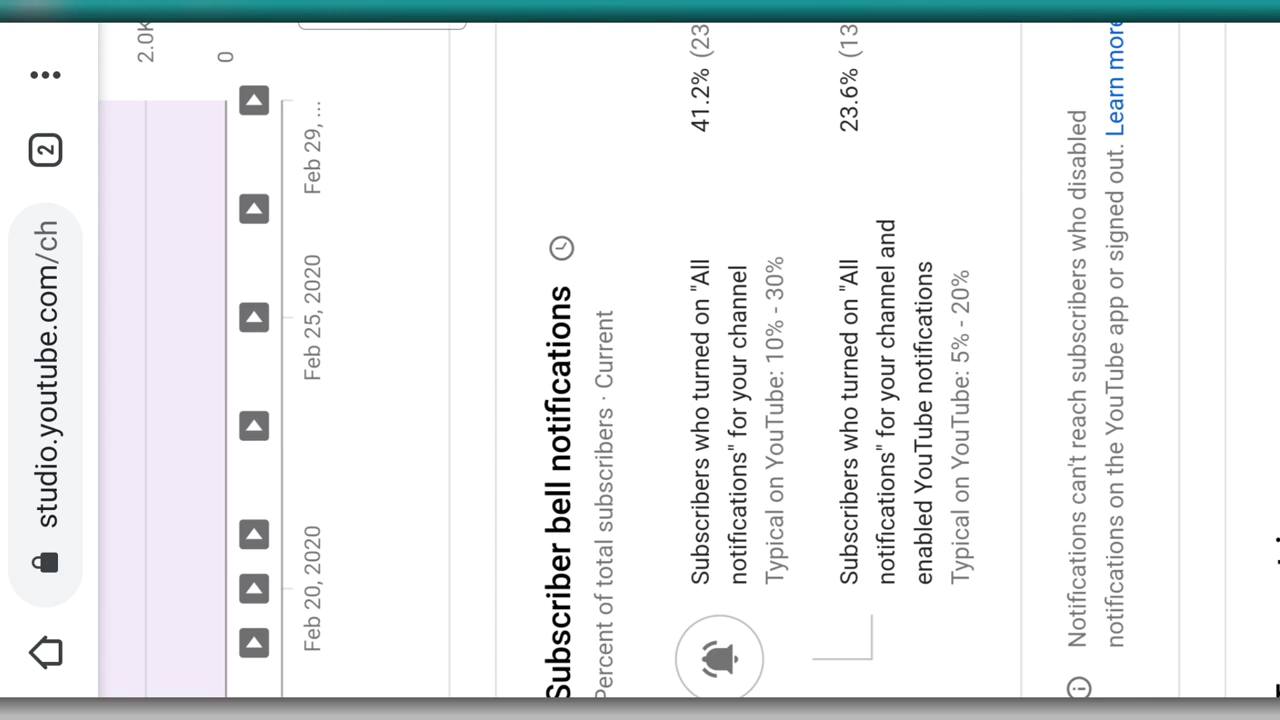 studio.youtube.com/ch
2
2.0K
0
Feb 20, 2020
Feb 25, 2020
Feb 29, ...
Subscriber bell notifications
Percent of total subscribers · Current
Subscribers who turned on "All
notifications" for your channel
Typical on YouTube: 10% - 30%
41.2% (23
Subscribers who turned on "All
notifications" for your channel and
enabled YouTube notifications
Typical on YouTube: 5% - 20%
23.6% (13
Notifications can't reach subscribers who disabled
notifications on the YouTube app or signed out. Learn more